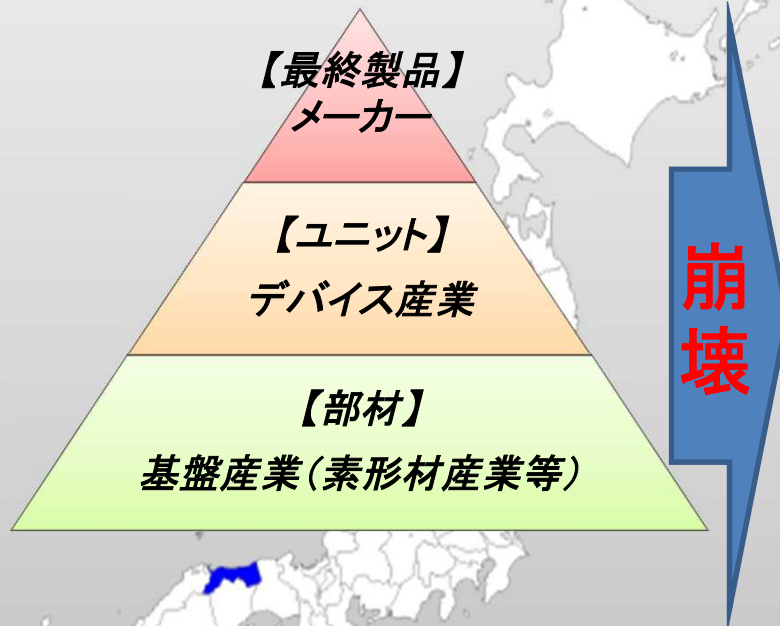 【最終製品】
メーカー
【ユニット】
デバイス産業
【部材】
基盤産業（素形材産業等）
崩
壊